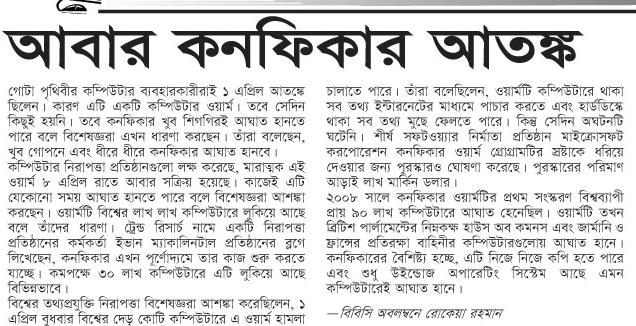 আবার কনফিকার আতঙ্ক
গোটা পৃথিবীর কম্পিউটার ব্যবহারকারীরাই ১ এপ্রিল আতঙ্কে
ছিলেন। কারণ এটি একটি কম্পিউটার ওয়ার্ম। তবে সেদিন
কিছুই হয়নি। তবে কনফিকার খুব শিগগিরই আঘাত হানতে
পারে বলে বিশেষজ্ঞরা এখন ধারণা করছেন। তাঁরা বলেছেন,
খুব গোপনে এবং ধীরে ধীরে কনফিকার আঘাত হানবে।
কম্পিউটার নিরাপত্তা প্রতিষ্ঠানগুলো লক্ষ করেছে, মারাত্মক এই
ওয়ার্ম ৮ এপ্রিল রাতে আবার সক্রিয় হয়েছে। কাজেই এটি
যেকোনো সময় আঘাত হানতে পারে বলে বিশেষজ্ঞরা আশঙ্কা
করছেন। ওয়ার্মটি বিশ্বের লাখ লাখ কম্পিউটারে লুকিয়ে আছে
বলে তাঁদের ধারণা। ট্রেন্ড রিসার্চ নামে একটি নিরাপত্তা
প্রতিষ্ঠানের কর্মকর্তা ইভান ম্যাকালিনটাল প্রতিষ্ঠানের ব্লগে
লিখেছেন, কনফিকার এখন পূর্ণোদ্যমে তার কাজ শুরু করতে
যাচ্ছে। কমপক্ষে ৩০ লাখ কম্পিউটারে এটি লুকিয়ে আছে
বিভিন্নভাবে।
বিশ্বের তথ্যপ্রযুক্তি নিরাপত্তা বিশেষজ্ঞরা আশঙ্কা করেছিলেন, ১
এপ্রিল বুধবার বিশ্বের দেড় কোটি কম্পিউটারে এ ওয়ার্ম হামলা
চালাতে পারে। তাঁরা বলেছিলেন, ওয়ার্মটি কম্পিউটারে থাকা
সব তথ্য ইন্টারনেটের মাধ্যমে পাচার করতে এবং হার্ডডিস্কে
থাকা সব তথ্য মুছে ফেলতে পারে। কিন্তু সেদিন অঘটনটি
ঘটেনি। শীর্ষ সফটওয়্যার নির্মাতা প্রতিষ্ঠান মাইক্রোসফট
করপোরেশন কনফিকার ওয়ার্ম প্রোগ্রামটির স্রষ্টাকে ধরিয়ে
দেওয়ার জন্য পুরস্কারও ঘোষণা করেছে। পুরস্কারের পরিমাণ
আড়াই লাখ মার্কিন ডলার।
২০০৮ সালে কনফিকার ওয়ার্মটির প্রথম সংস্করণ বিশ্বব্যাপী
প্রায় ৯০ লাখ কম্পিউটারে আঘাত হেনেছিল। ওয়ার্মটি তখন
ব্রিটিশ পার্লামেন্টের নিম্নকক্ষ হাউস অব কমনস এবং জার্মানি ও
ফ্রান্সের প্রতিরক্ষা বাহিনীর কম্পিউটারগুলোয় আঘাত হানে।
কনফিকারের বৈশিষ্ট্য হচ্ছে, এটি নিজে নিজে কপি হতে পারে
এবং শুধু উইন্ডোজ অপারেটিং সিস্টেম আছে এমন
কম্পিউটারেই আঘাত হানে।
—বিবিসি অবলম্বনে রোকেয়া রহমান